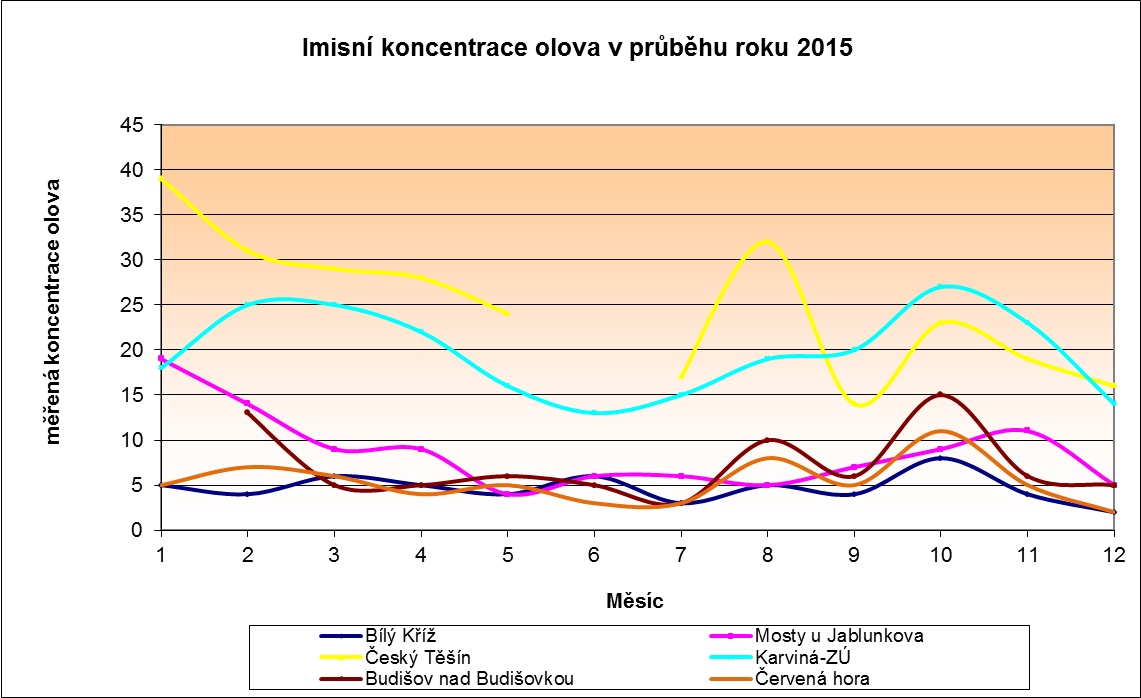 Imisní koncentrace olova v průběhu roku 2015
měřená koncentrace olova
45
40
35
30
25
20
15
10
5
0
1 2 3 4 5 6 7 8 9 10 11 12
Měsíc
Bílý Kříž Mosty u Jablunkova
Český Těšín Karviná-ZÚ
Budišov nad Budišovkou Červená hora